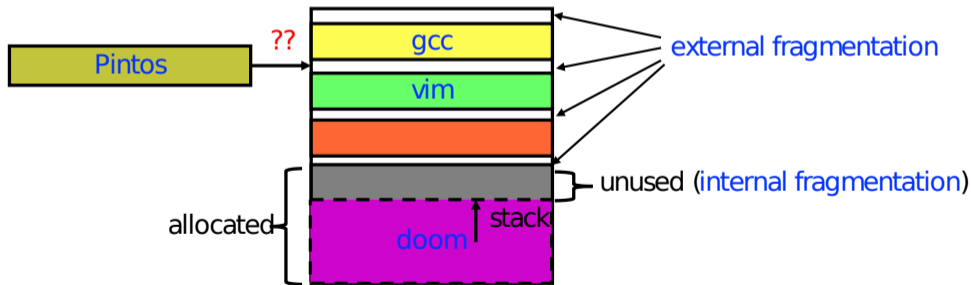 ??
gcc
external fragmentation
Pintos
vim
unused (internal fragmentation)
allocated
stack
doom